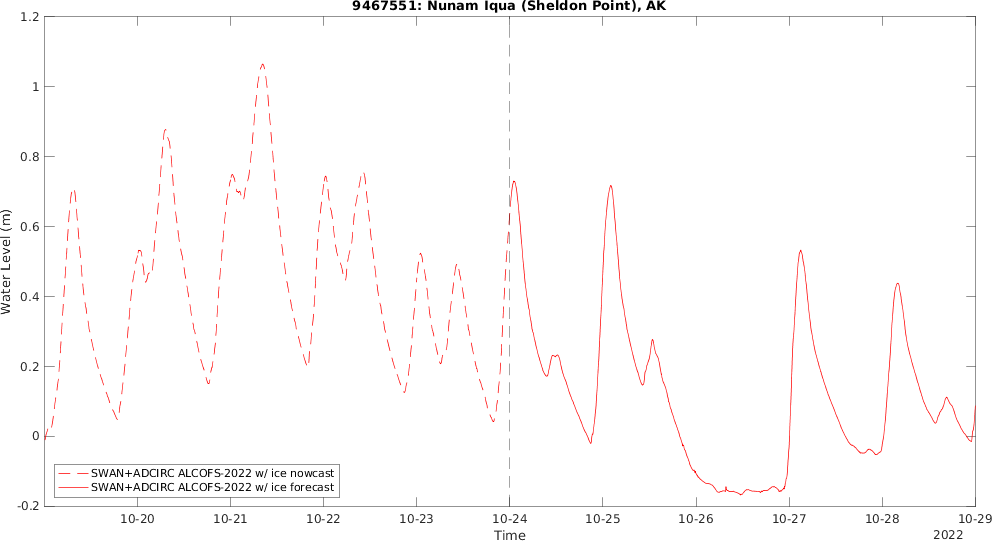 9467551: Nunam Iqua (Sheldon Point), AK
1.2
1
0.8
0.6
0.4
0.2
0
-0.2
Water Level (m)
SWAN+ADCIRC ALCOFS-2022 w/ ice nowcast
SWAN+ADCIRC ALCOFS-2022 w/ ice forecast
10-20 10-21 10-22 10-23 10-24 10-25 10-26 10-27 10-28 10-29
Time
2022